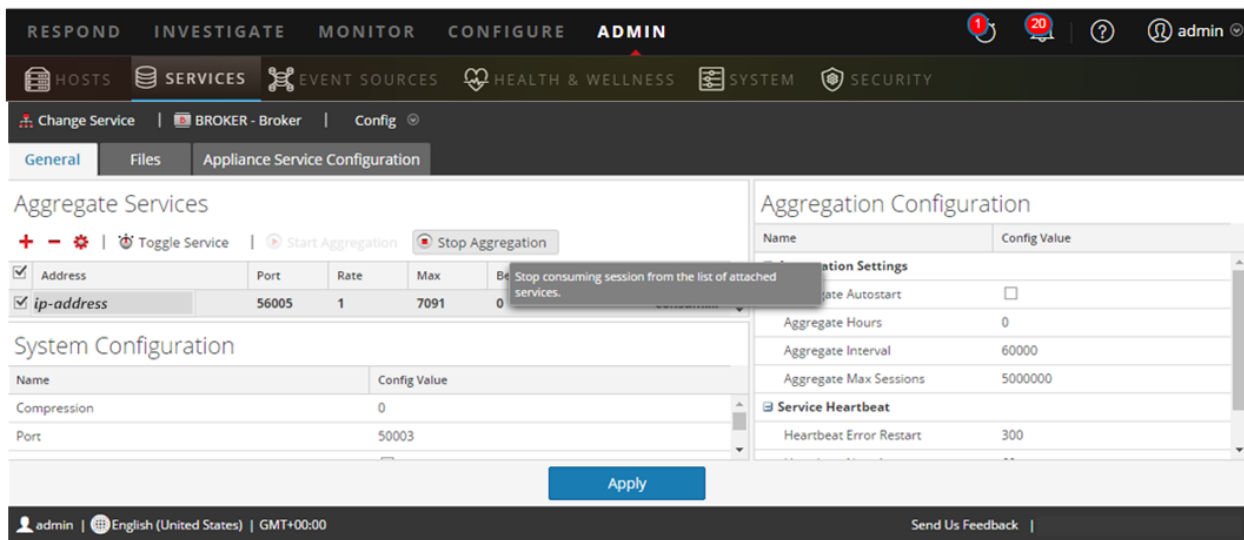 RESPOND INVESTIGATE MONITOR CONFIGURE ADMIN 1 20 ? admin
HOSTS SERVICES EVENT SOURCES HEALTH & WELLNESS SYSTEM SECURITY
Change Service | BROKER - Broker | Config
General Files Appliance Service Configuration
Aggregate Services
+ − | Toggle Service | Start Aggregation Stop Aggregation
Address Port Rate Max
ip-address 56005 1 7091 0
Stop consuming session from the list of attached
services.
System Configuration
Name Config Value
Compression 0
Port 50003
Aggregation Configuration
Name Config Value
Settings
Autostart
Aggregate Hours 0
Aggregate Interval 60000
Aggregate Max Sessions 5000000
Service Heartbeat
Heartbeat Error Restart 300
Apply
admin | English (United States) | GMT+00:00 Send Us Feedback |